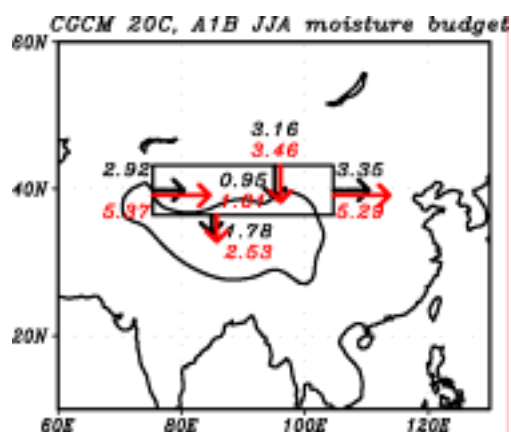 CGCM 20C, A1B JJA moisture budget
60N
3.16
3.46
2.92
0.95
3.35
40N
5.37
1.01
5.29
1.78
2.53
20N
60E
80E
100E
120E